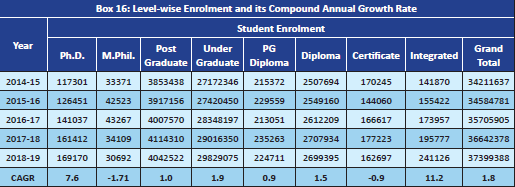 Box 16: Level-wise Enrolment and its Compound Annual Growth Rate
Student Enrolment
Year Ph.D. M.Phil. Post Graduate Under Graduate PG Diploma Diploma Certificate Integrated Grand Total
2014-15 117301 33371 3853438 27172346 215372 2507694 170245 141870 34211637
2015-16 126451 42523 3917156 27420450 229559 2549160 144060 155422 34584781
2016-17 141037 43267 4007570 28348197 213051 2612209 166617 173957 35705905
2017-18 161412 34109 4114310 29016350 235263 2707934 177223 195777 36642378
2018-19 169170 30692 4042522 29829075 224711 2699395 162697 241126 37399388
CAGR 7.6 -1.71 1.0 1.9 0.9 1.5 -0.9 11.2 1.8